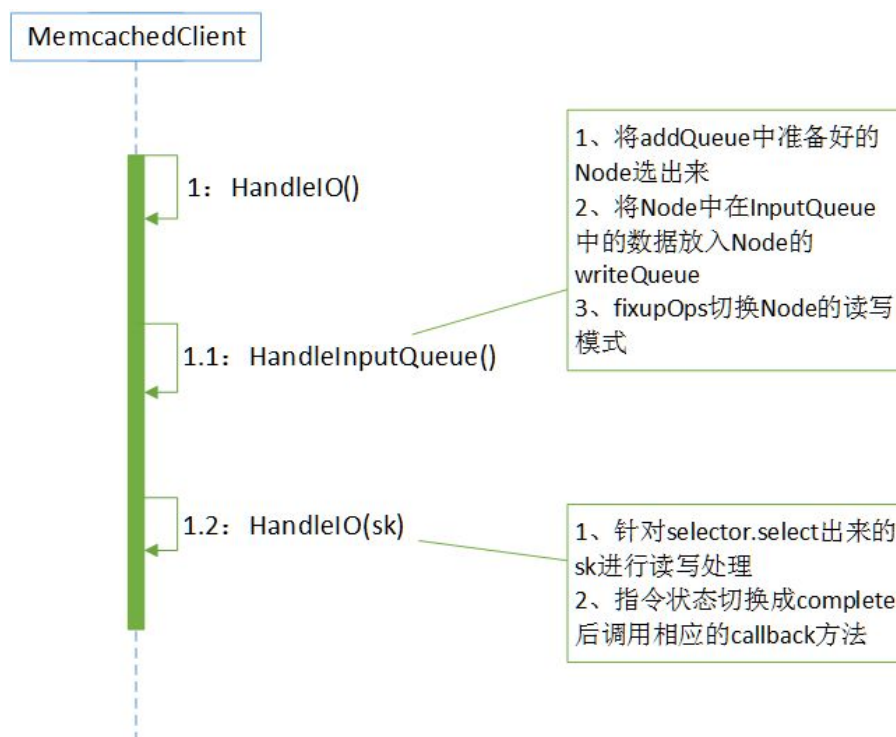 MemcachedClient
1、将addQueue中准备好的
Node选出来
2、将Node中在InputQueue
中的数据放入Node的
writeQueue
3、fixupOps切换Node的读写
模式
1：HandleIO()
1.1：HandleInputQueue()
1.2：HandleIO(sk)
1、针对selector.select出来的
sk进行读写处理
2、指令状态切换成complete
后调用相应的callback方法